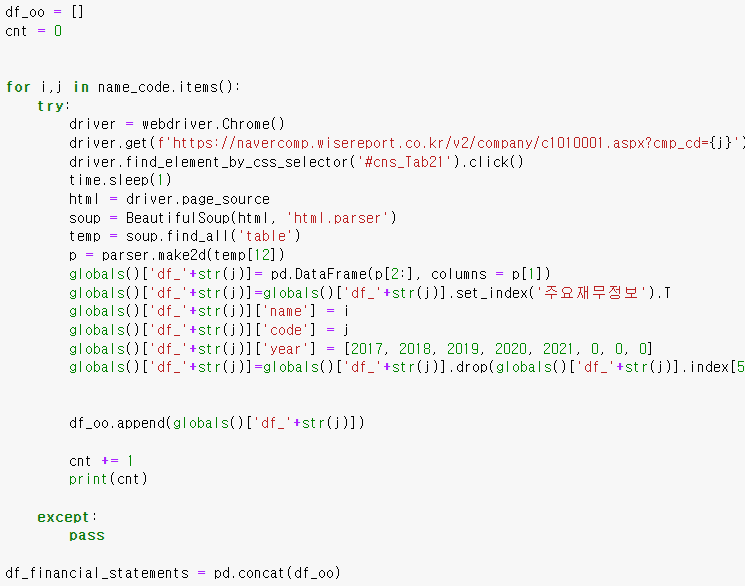 df_oo = []
cnt = 0
for i,j in name_code.items():
    try:
        driver = webdriver.Chrome()
        driver.get(f'https://navercomp.wisereport.co.kr/v2/company/c1010001.aspx?cmp_cd={j}')
        driver.find_element_by_css_selector('#cns_Tab21').click()
        time.sleep(1)
        html = driver.page_source
        soup = BeautifulSoup(html, 'html.parser')
        temp = soup.find_all('table')
        p = parser.make2d(temp[12])
        globals()['df_'+str(j)]= pd.DataFrame(p[2:], columns = p[1])
        globals()['df_'+str(j)]=globals()['df_'+str(j)].set_index('주요재무정보').T
        globals()['df_'+str(j)]['name'] = i
        globals()['df_'+str(j)]['code'] = j
        globals()['df_'+str(j)]['year'] = [2017, 2018, 2019, 2020, 2021, 0, 0, 0]
        globals()['df_'+str(j)]=globals()['df_'+str(j)].drop(globals()['df_'+str(j)].index[5
        df_oo.append(globals()['df_'+str(j)])
        cnt += 1
        print(cnt)
    except:
        pass
df_financial_statements = pd.concat(df_oo)